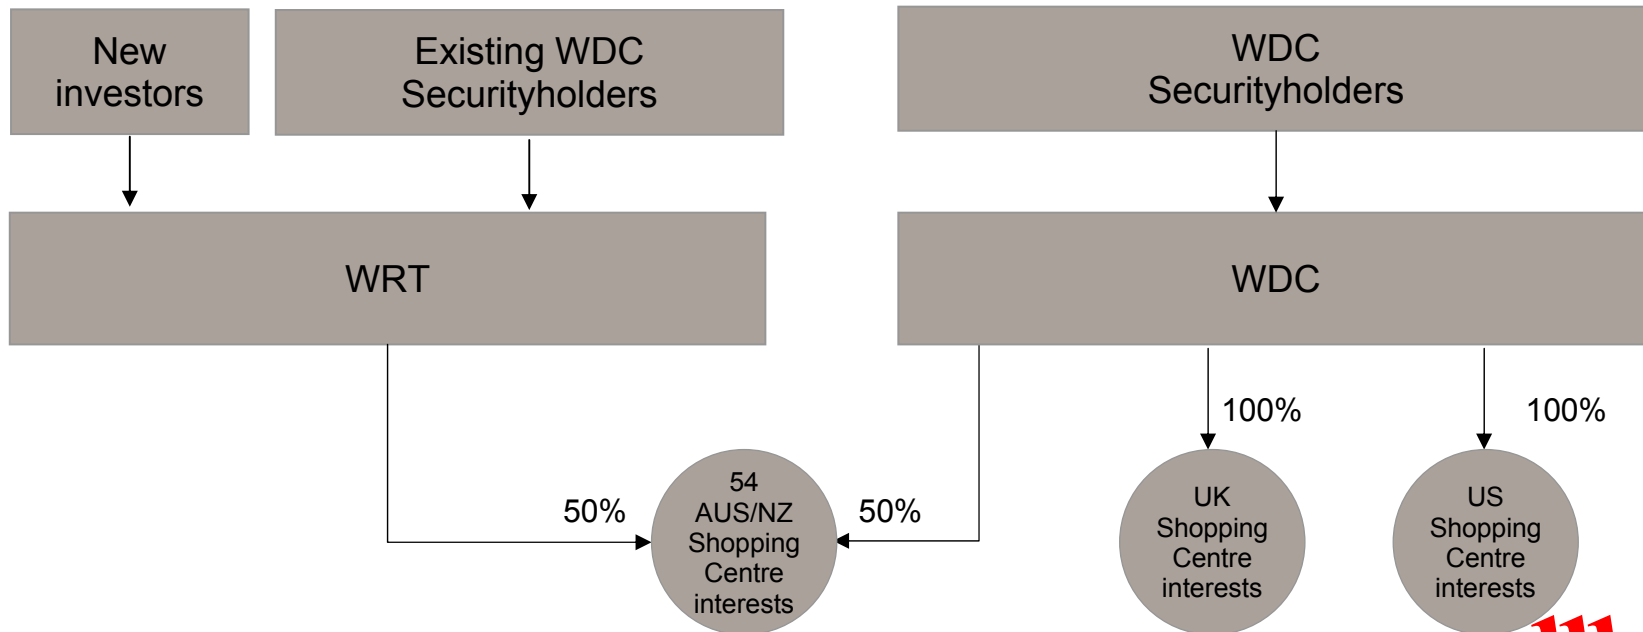 New
investors
Existing WDC
Securityholders
WDC
Securityholders
WRT
WDC
100%
100%
50%
50%
54
AUS/NZ
Shopping
Centre
interests
UK
Shopping
Centre
interests
US
Shopping
Centre
interests